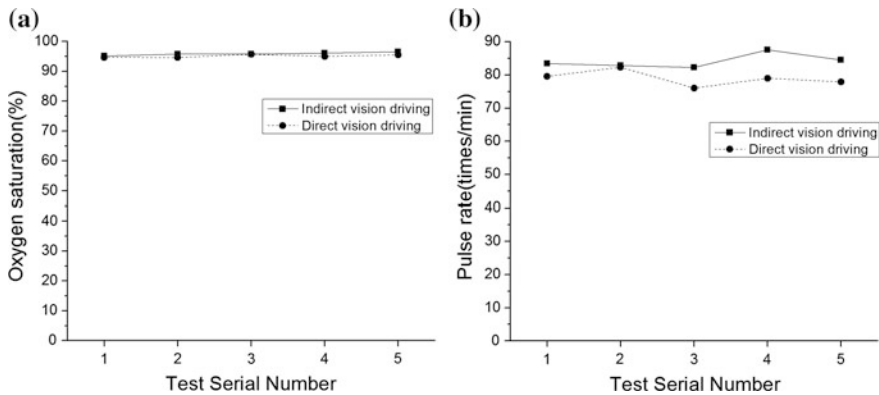 (a)
100
90
80
70
60
50
40
30
20
10
0
Oxygen saturation(%)
Indirect vision driving
Direct vision driving
1 2 3 4 5
Test Serial Number
(b)
90
80
70
60
50
40
30
20
10
0
Pulse rate(times/min)
Indirect vision driving
Direct vision driving
1 2 3 4 5
Test Serial Number